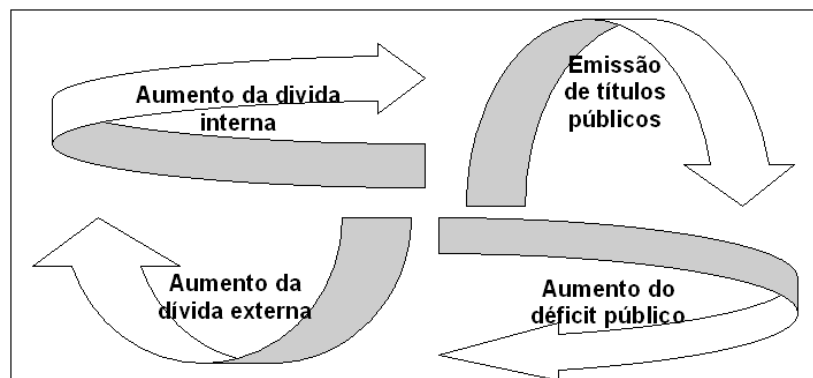 Aumento da divida
interna
Emissão
de títulos
públicos
Aumento da
dívida externa
Aumento do
déficit público